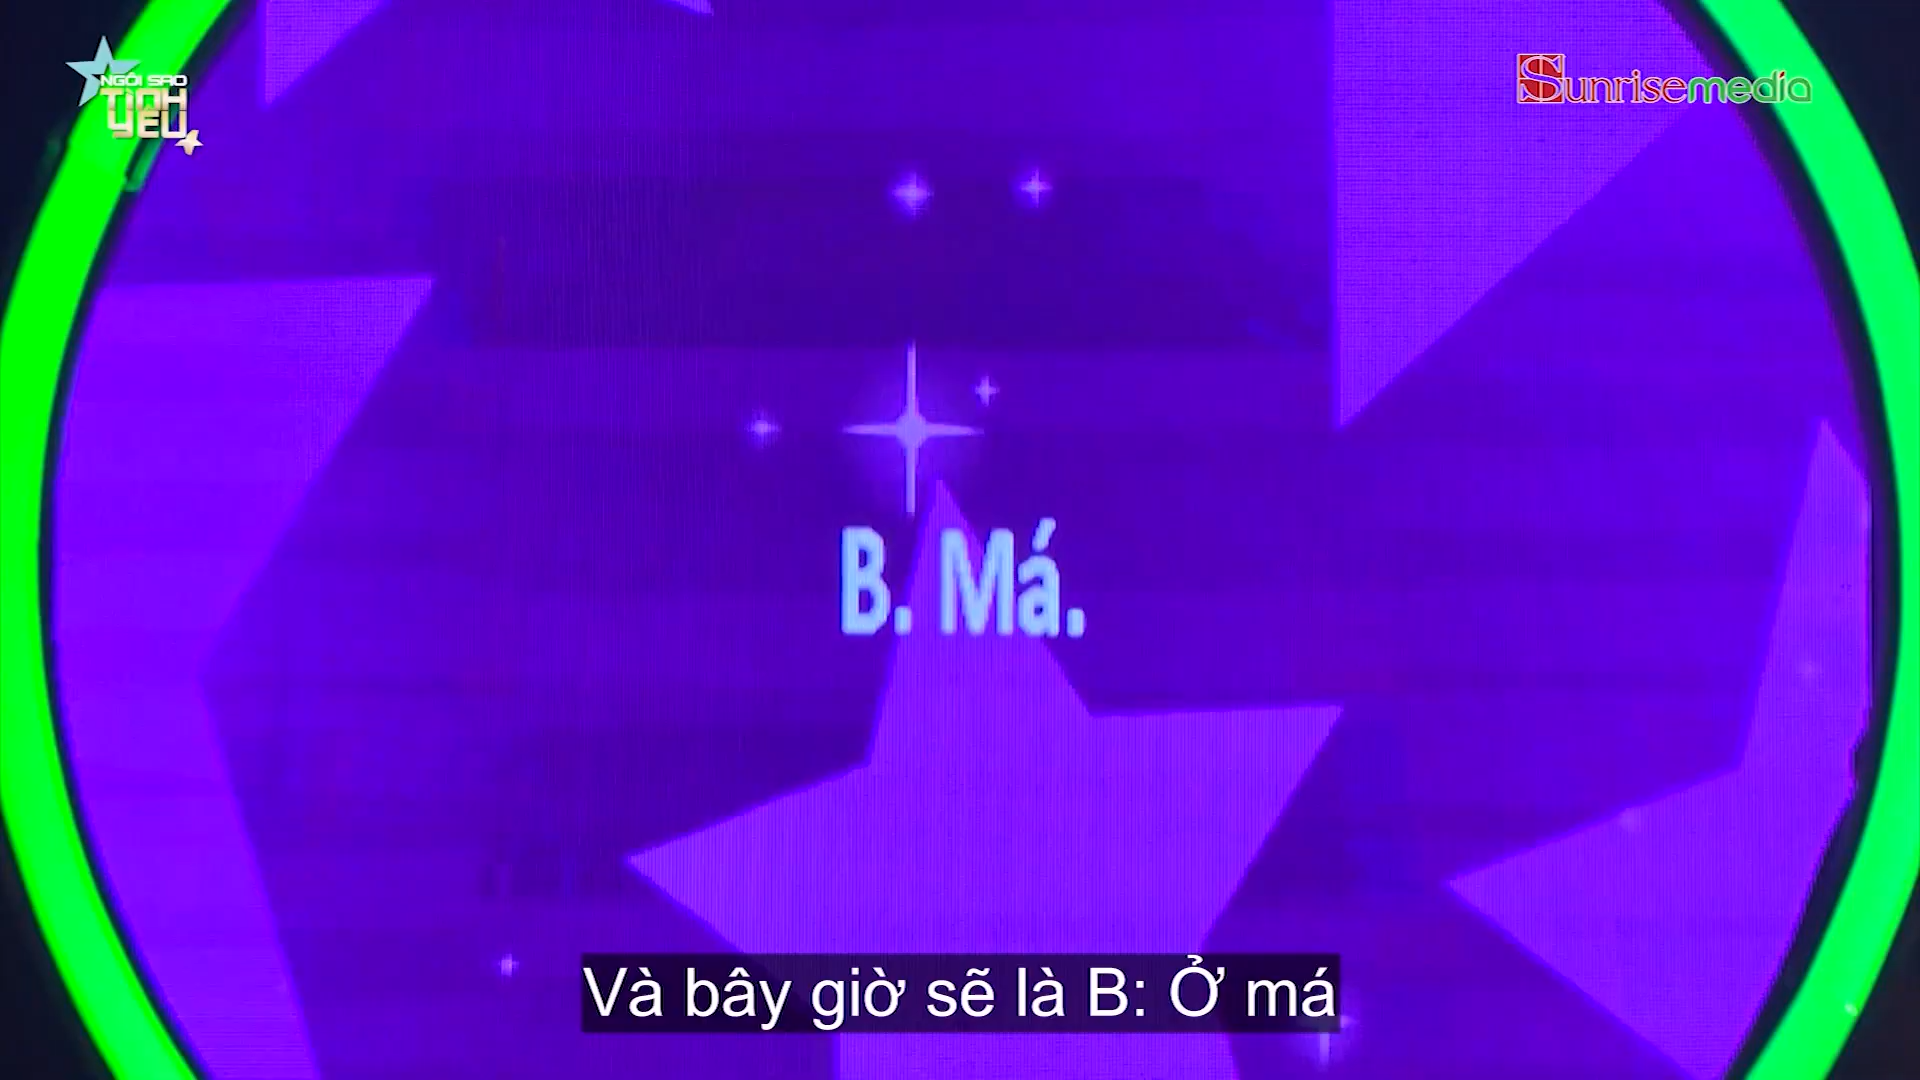 NGÔI SAO
TÌNH
YÊU
Sunrisemedia
B. Má.
Và bây giờ sẽ là B: Ở má